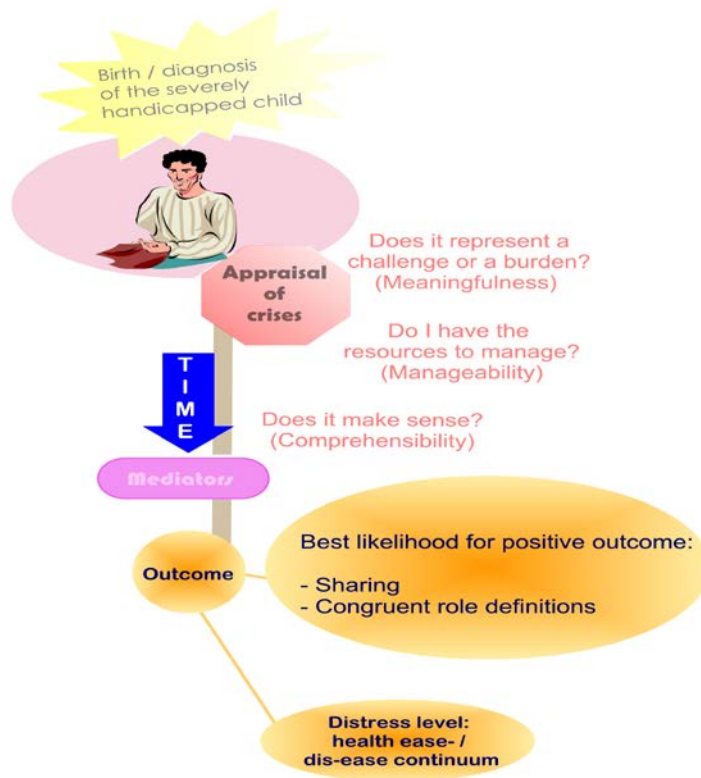 Birth / diagnosis
of the severely
handicapped child
Appraisal
of
crises
Does it represent a
challenge or a burden?
(Meaningfulness)
Do I have the
resources to manage?
(Manageability)
T
I
M
E
Does it make sense?
(Comprehensibility)
Mediators
Outcome
Best likelihood for positive outcome:
- Sharing
- Congruent role definitions
Distress level:
health ease- /
dis-ease continuum